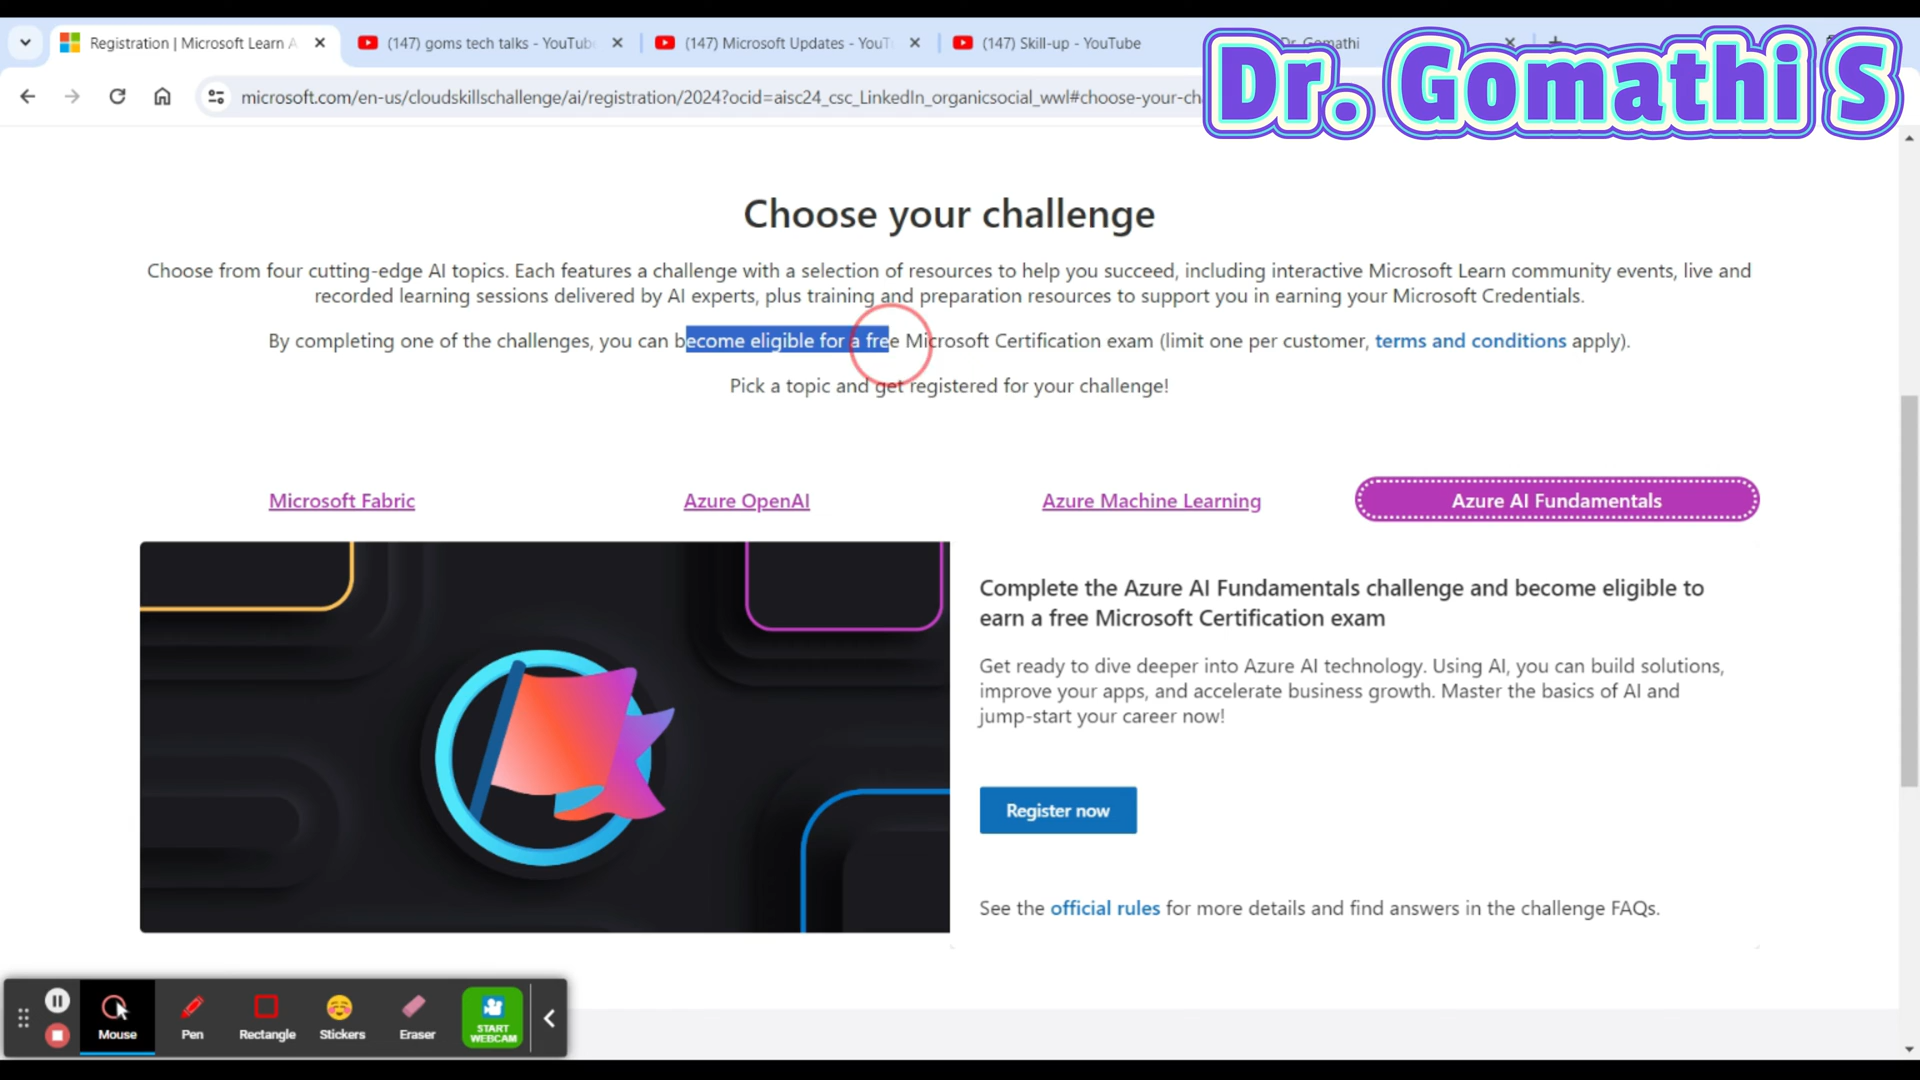 Registration | Microsoft Learn A
(147) goms tech talks - YouTube
(147) Microsoft Updates - YouT
(147) Skill-up - YouTube
Dr. Gomathi
Dr. Gomathi S
microsoft.com/en-us/cloudskillschallenge/ai/registration/2024?ocid=aisc24_csc_LinkedIn_organicsocial_wwl#choose-your-ch
Choose your challenge
Choose from four cutting-edge AI topics. Each features a challenge with a selection of resources to help you succeed, including interactive Microsoft Learn community events, live and
recorded learning sessions delivered by AI experts, plus training and preparation resources to support you in earning your Microsoft Credentials.
By completing one of the challenges, you can become eligible for a free Microsoft Certification exam (limit one per customer, terms and conditions apply).
Pick a topic and get registered for your challenge!
Microsoft Fabric
Azure OpenAI
Azure Machine Learning
Azure AI Fundamentals
Complete the Azure AI Fundamentals challenge and become eligible to
earn a free Microsoft Certification exam
Get ready to dive deeper into Azure AI technology. Using AI, you can build solutions,
improve your apps, and accelerate business growth. Master the basics of AI and
jump-start your career now!
Register now
See the official rules for more details and find answers in the challenge FAQs.
Mouse
Pen
Rectangle
Stickers
Eraser
START
WEBCAM